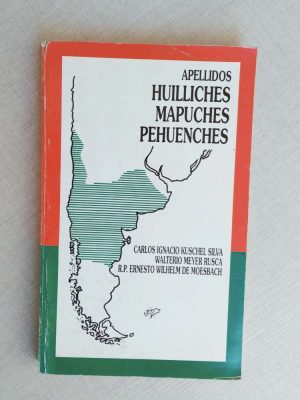 APELLIDOS
HUILLICHES
MAPUCHES
PEHUENCHES
CARLOS IGNACIO KUSCHEL SILVA
WALTERIO MEYER RUSCA
R.P. ERNESTO WILHELM DE MOESBACH